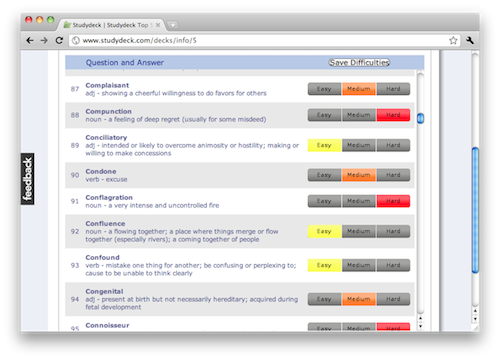 Studydeck | Studydeck Top S
www.studydeck.com/decks/info/5
Question and Answer
Save Difficulties
87
Complaisant
adj - showing a cheerful willingness to do favors for others
Easy Medium Hard
88
Compunction
noun - a feeling of deep regret (usually for some misdeed)
Easy Medium Hard
89
Conciliatory
adj - intended or likely to overcome animosity or hostility; making or
willing to make concessions
Easy Medium Hard
90
Condone
verb - excuse
Easy Medium Hard
91
Conflagration
noun - a very intense and uncontrolled fire
Easy Medium Hard
92
Confluence
noun - a flowing together; a place where things merge or flow
together (especially rivers); a coming together of people
Easy Medium Hard
93
Confound
verb - mistake one thing for another; be confusing or perplexing to;
cause to be unable to think clearly
Easy Medium Hard
94
Congenital
adj - present at birth but not necessarily hereditary; acquired during
fetal development
Easy Medium Hard
95
Connoisseur
Easy Medium Hard
feedback